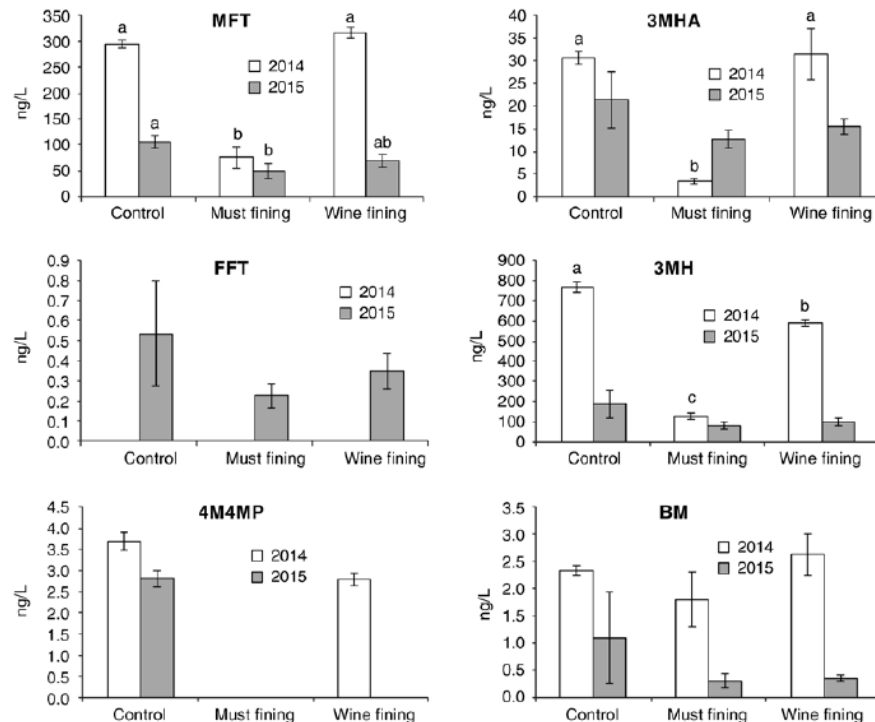 MFT
350
300
250
200
150
100
50
0
ng/L
a
a
b
b
a
ab
2014
2015
Control
Must fining
Wine fining
3MHA
40
35
30
25
20
15
10
5
0
ng/L
a
b
a
2014
2015
Control
Must fining
Wine fining
FFT
0.9
0.8
0.7
0.6
0.5
0.4
0.3
0.2
0.1
0.0
ng/L
2014
2015
Control
Must fining
Wine fining
3MH
900
800
700
600
500
400
300
200
100
0
ng/L
a
c
b
2014
2015
Control
Must fining
Wine fining
4M4MP
4.5
4.0
3.5
3.0
2.5
2.0
1.5
1.0
0.5
0.0
ng/L
2014
2015
Control
Must fining
Wine fining
BM
3.5
3.0
2.5
2.0
1.5
1.0
0.5
0.0
ng/L
2014
2015
Control
Must fining
Wine fining